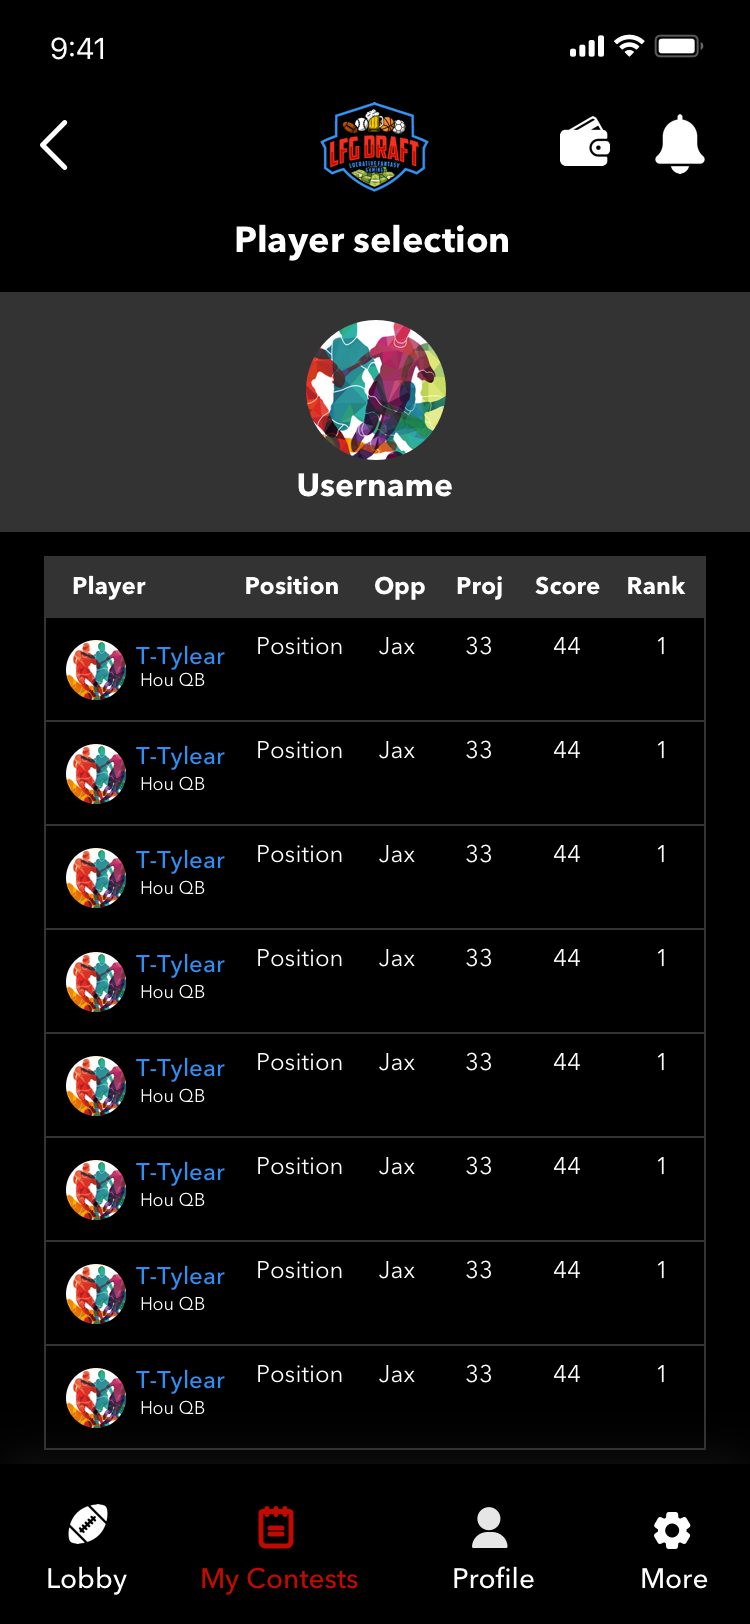 9:41
LFG DRAFT
LUCRATIVE FANTASY
GAMING
Player selection
Username
Player Position Opp Proj Score Rank
T-Tylear Position Jax 33 44 1
Hou QB
T-Tylear Position Jax 33 44 1
Hou QB
T-Tylear Position Jax 33 44 1
Hou QB
T-Tylear Position Jax 33 44 1
Hou QB
T-Tylear Position Jax 33 44 1
Hou QB
T-Tylear Position Jax 33 44 1
Hou QB
T-Tylear Position Jax 33 44 1
Hou QB
T-Tylear Position Jax 33 44 1
Hou QB
Lobby My Contests Profile More